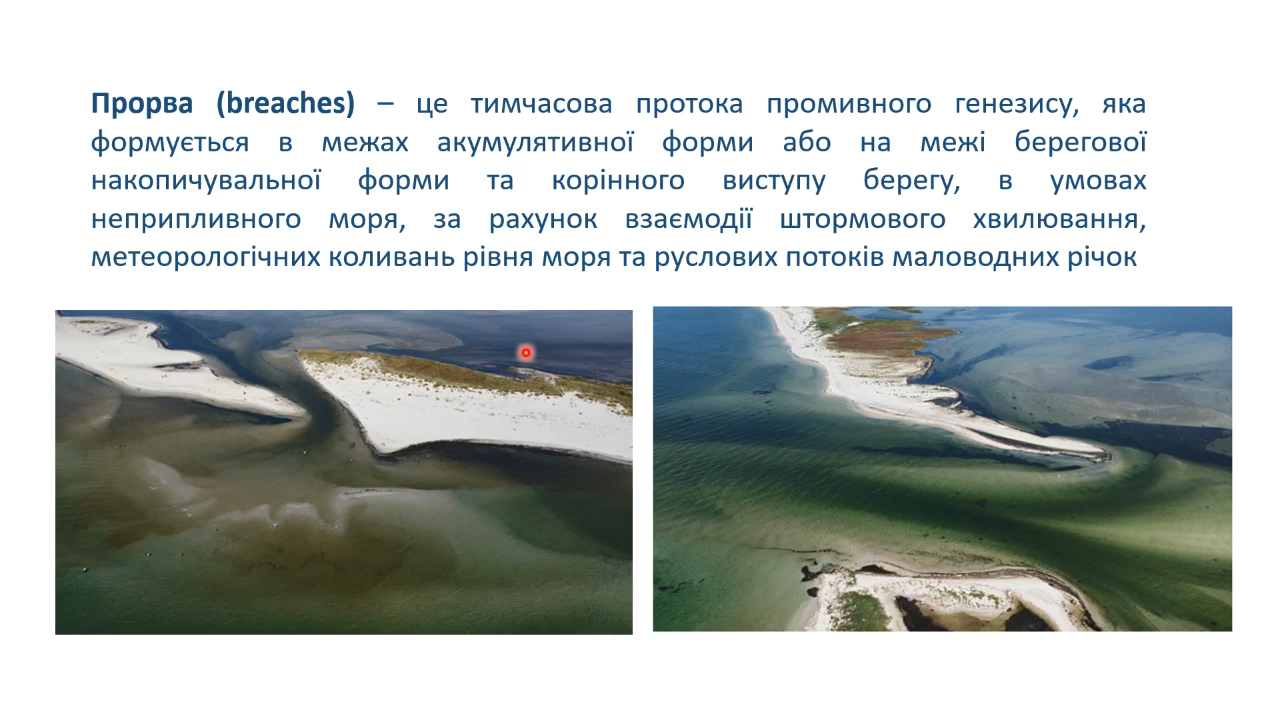 Прорва (breaches) – це тимчасова протока промивного генезису, яка
формується в межах акумулятивної форми або на межі берегової
накопичувальної форми та корінного виступу берегу, в умовах
неприпливного моря, за рахунок взаємодії штормового хвилювання,
метеорологічних коливань рівня моря та руслових потоків маловодних річок